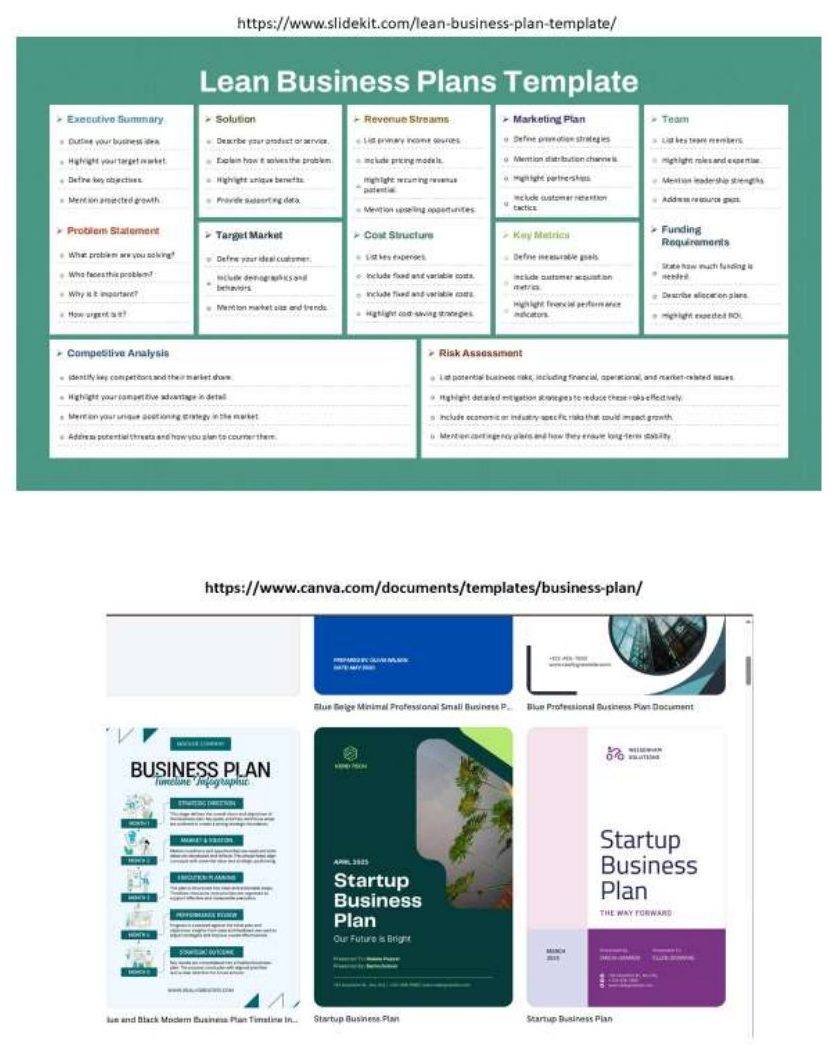 https://www.slidekit.com/lean-business-plan-template/
Lean Business Plans Template
Executive Summary
Outline your business idea.
Highlight your target market.
Define key objectives.
Mention projected growth.
Problem Statement
What problem are you solving?
Who faces this problem?
Why is it important?
How urgent is it?
Solution
Describe your product or service.
Explain how it solves the problem.
Highlight unique benefits.
Provide supporting data.
Target Market
Define your ideal customer.
Include demographics and
behaviors.
Mention market size and trends.
Revenue Streams
List primary income sources.
Include pricing models.
Highlight recurring revenue
potential.
Mention upselling opportunities.
Cost Structure
List key expenses.
Include fixed and variable costs.
Include fixed and variable costs.
Highlight cost-saving strategies.
Marketing Plan
Define promotion strategies
Mention distribution channels.
Highlight partnerships.
Include customer retention
tactics.
Key Metrics
Define measurable goals.
Include customer acquisition
metrics.
Highlight financial performance
indicators.
Team
List key team members.
Highlight roles and expertise.
Mention leadership strengths.
Address resource gaps.
Funding
Requirements
State how much funding is
needed.
Describe allocation plans.
Highlight expected ROI.
Competitive Analysis
Identify key competitors and their market share.
Highlight your competitive advantage in detail.
Mention your unique positioning strategy in the market.
Address potential threats and how you plan to counter them.
Risk Assessment
List potential business risks, including financial, operational, and market-related issues.
Highlight detailed mitigation strategies to reduce these risks effectively.
Include economic or industry-specific risks that could impact growth.
Mention contingency plans and how they ensure long-term stability.
https://www.canva.com/documents/templates/business-plan/
PREPARED BY OLIVIA WILSON
Blue Beige Minimal Professional Small Business P...
Blue Professional Business Plan Document
BUSINESS PLAN
Timeline Infographic
STRATEGIC DIRECTION
MONTH 1
EXECUTION PLANNING
PERFORMANCE REVIEW
STRATEGIC OUTCOME
lue and Black Modern Business Plan Timeline In...
APRIL 2025
Startup
Business
Plan
Our Future is Bright
Startup Business Plan
SOLUTIONS
Startup
Business
Plan
THE WAY FORWARD
MARCH
2025
Startup Business Plan